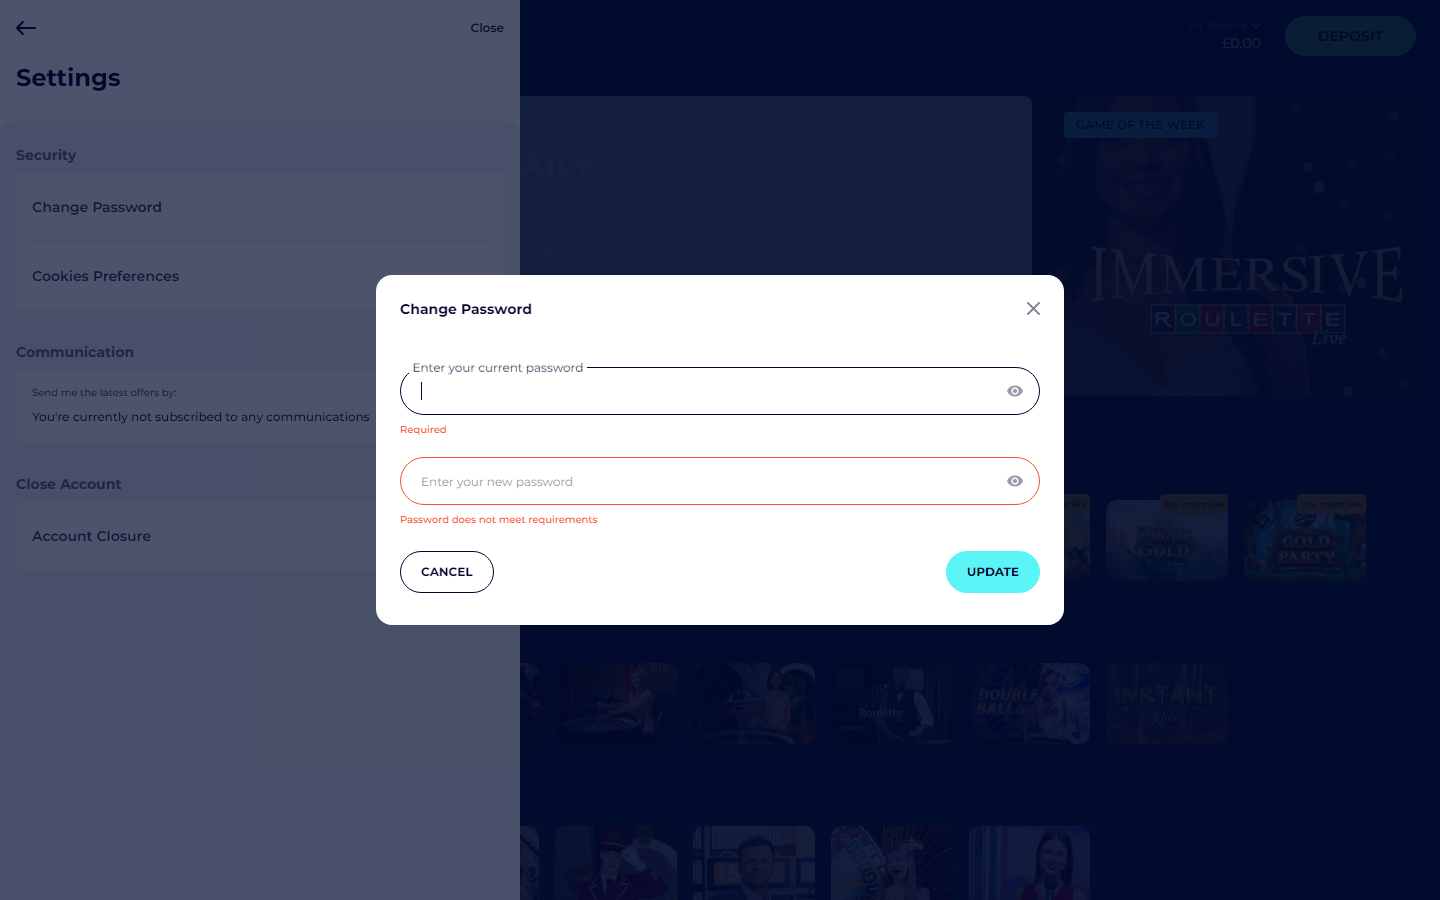 Close
Settings
Security
Change Password
Cookies Preferences
Communication
Send me the latest offers by:
You're currently not subscribed to any communications
Close Account
Account Closure
My Balance
£0.00
DEPOSIT
GAME OF THE WEEK
IMMERSIVE
ROULETTE
Live
Change Password
Enter your current password
Required
Enter your new password
Password does not meet requirements
CANCEL
UPDATE
You might like
You might like
PIRATE
GOLD
GOLD
PARTY
Roulette
DOUBLE
BALL
INSTANT